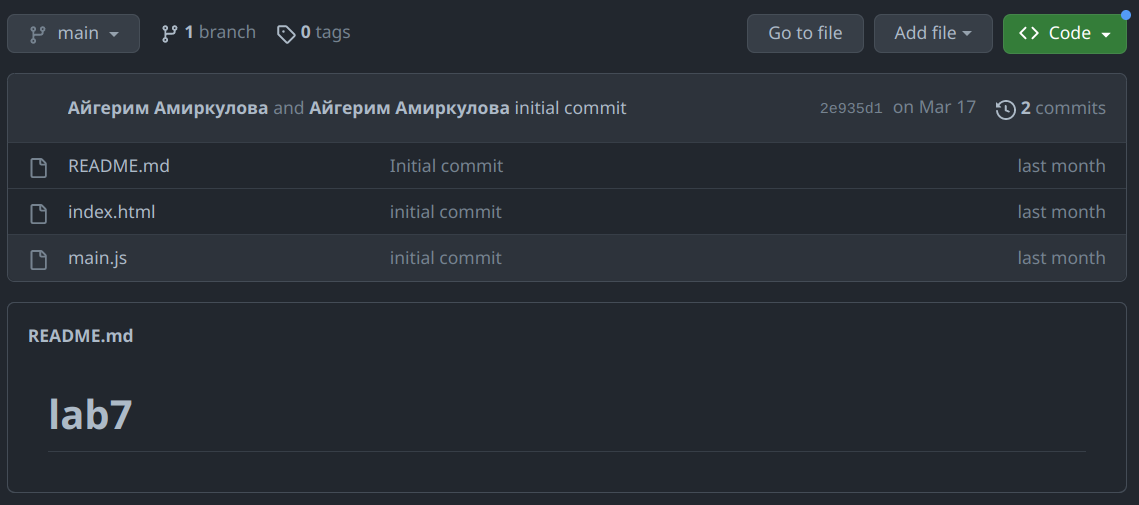 main 1 branch 0 tags Go to file Add file Code
Айгерим Амиркулова and Айгерим Амиркулова initial commit 2e935d1 on Mar 17 2 commits
README.md Initial commit last month
index.html initial commit last month
main.js initial commit last month
README.md
lab7